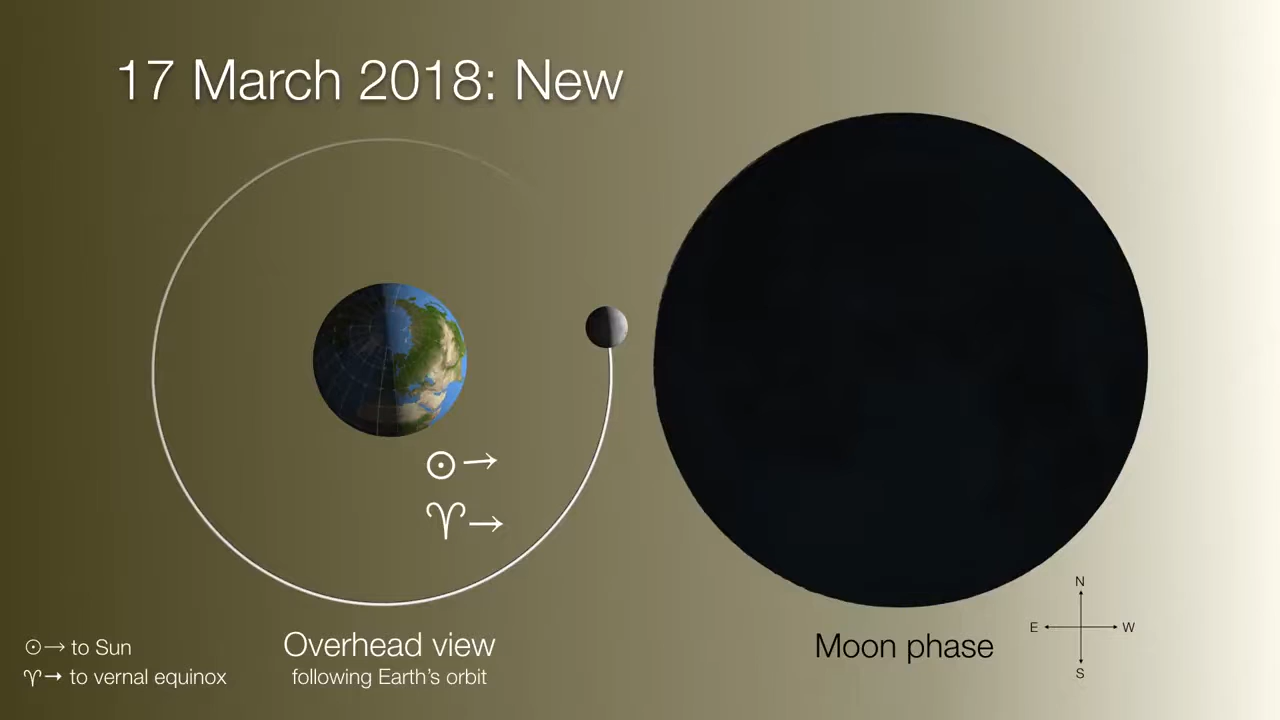 17 March 2018: New
☉→
♈→
☉→ to Sun
♈→ to vernal equinox
Overhead view
following Earth's orbit
Moon phase
N
E W
S